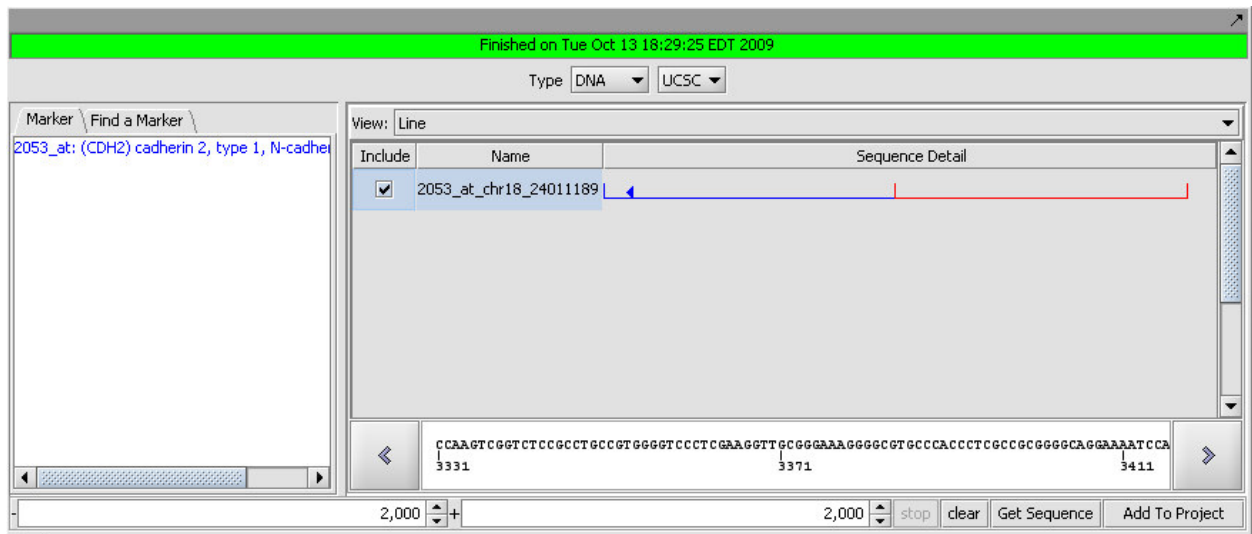 Finished on Tue Oct 13 18:29:25 EDT 2009
Type DNA UCSC
Marker Find a Marker
2053_at: (CDH2) cadherin 2, type 1, N-cadher
View: Line
Include Name Sequence Detail
2053_at_chr18_24011189
CCAAGTCGGTCTCCGCCTGCCGTGGGGTCCCTCGAAGGTTGCGGGAAAGGGGCGTGCCCACCCTCGCCGCGGGGCAGGAAAATCCA
3331 3371 3411
- 2,000 + 2,000 stop clear Get Sequence Add To Project